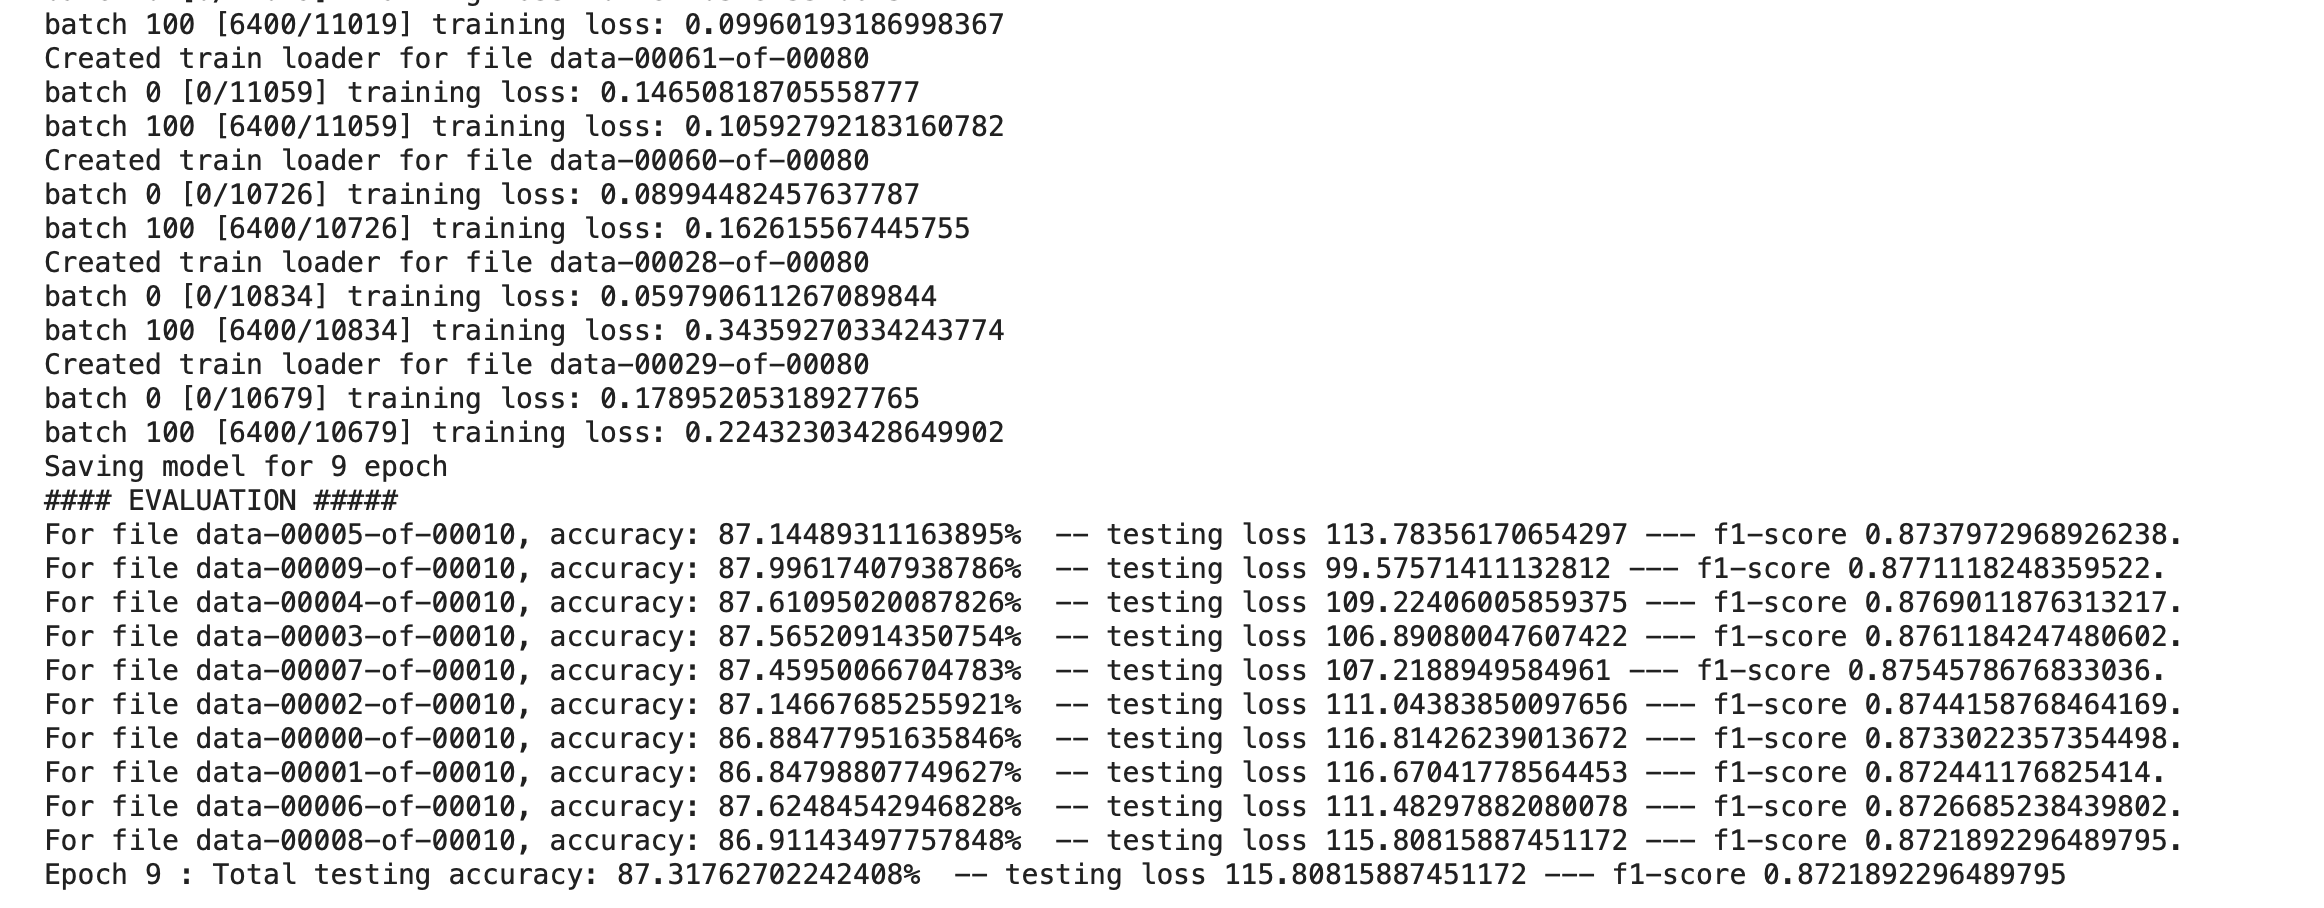 batch 100 [6400/11019] training loss: 0.09960193186998367
Created train loader for file data-00061-of-00080
batch 0 [0/11059] training loss: 0.14650818705558777
batch 100 [6400/11059] training loss: 0.10592792183160782
Created train loader for file data-00060-of-00080
batch 0 [0/10726] training loss: 0.08994482457637787
batch 100 [6400/10726] training loss: 0.162615567445755
Created train loader for file data-00028-of-00080
batch 0 [0/10834] training loss: 0.059790611267089844
batch 100 [6400/10834] training loss: 0.34359270334243774
Created train loader for file data-00029-of-00080
batch 0 [0/10679] training loss: 0.17895205318927765
batch 100 [6400/10679] training loss: 0.22432303428649902
Saving model for 9 epoch
#### EVALUATION #####
For file data-00005-of-00010, accuracy: 87.14489311163895%  -- testing loss 113.78356170654297 --- f1-score 0.8737972968926238.
For file data-00009-of-00010, accuracy: 87.99617407938786%  -- testing loss 99.57571411132812 --- f1-score 0.8771118248359522.
For file data-00004-of-00010, accuracy: 87.61095020087826%  -- testing loss 109.22406005859375 --- f1-score 0.8769011876313217.
For file data-00003-of-00010, accuracy: 87.56520914350754%  -- testing loss 106.89080047607422 --- f1-score 0.8761184247480602.
For file data-00007-of-00010, accuracy: 87.45950066704783%  -- testing loss 107.2188949584961 --- f1-score 0.8754578676833036.
For file data-00002-of-00010, accuracy: 87.14667685255921%  -- testing loss 111.04383850097656 --- f1-score 0.8744158768464169.
For file data-00000-of-00010, accuracy: 86.88477951635846%  -- testing loss 116.81426239013672 --- f1-score 0.8733022357354498.
For file data-00001-of-00010, accuracy: 86.84798807749627%  -- testing loss 116.67041778564453 --- f1-score 0.872441176825414.
For file data-00006-of-00010, accuracy: 87.62484542946828%  -- testing loss 111.48297882080078 --- f1-score 0.8726685238439802.
For file data-00008-of-00010, accuracy: 86.91143497757848%  -- testing loss 115.80815887451172 --- f1-score 0.8721892296489795.
Epoch 9 : Total testing accuracy: 87.31762702242408%  -- testing loss 115.80815887451172 --- f1-score 0.8721892296489795